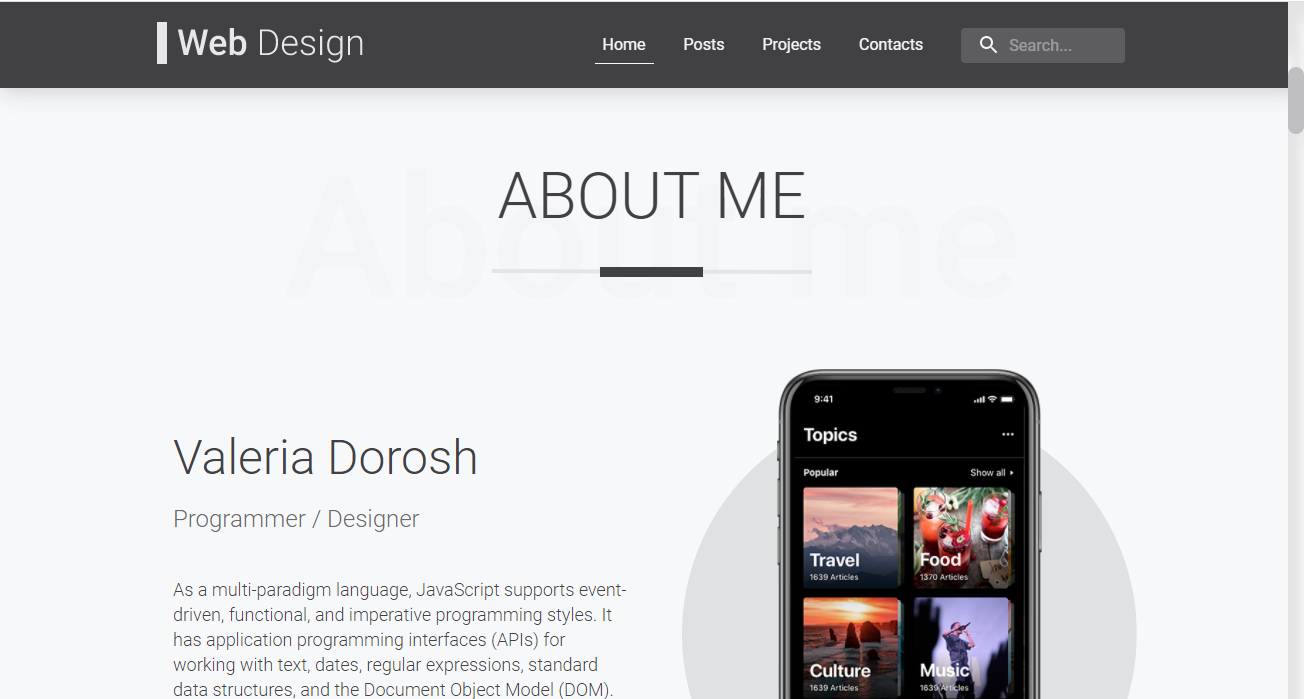 Web Design
Home Posts Projects Contacts Search...
About me
ABOUT ME
Valeria Dorosh
Programmer / Designer
As a multi-paradigm language, JavaScript supports event-
driven, functional, and imperative programming styles. It
has application programming interfaces (APIs) for
working with text, dates, regular expressions, standard
data structures, and the Document Object Model (DOM).
9:41
Topics
Popular Show all
Travel
1639 Articles
Food
1370 Articles
Culture
1639 Articles
Music
1639 Articles